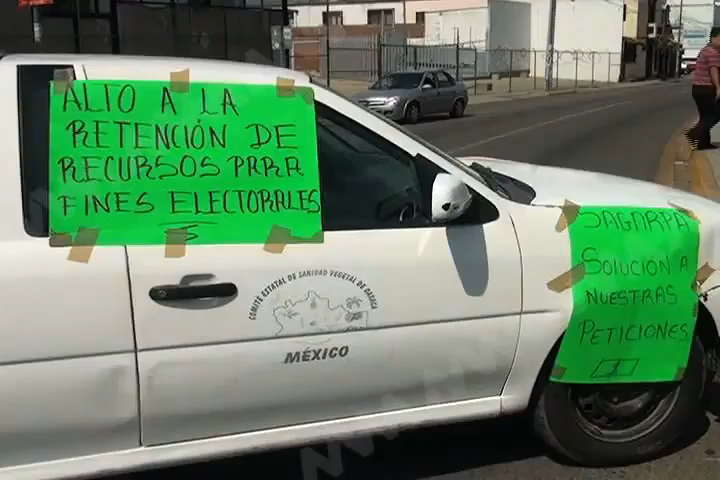 ALTO A LA
RETENCIÓN DE
RECURSOS PARA
FINES ELECTORALES
SAGARPA
SOLUCIÓN A
NUESTRAS
PETICIONES
COMITÉ ESTATAL DE SANIDAD VEGETAL DE OAXACA
MÉXICO